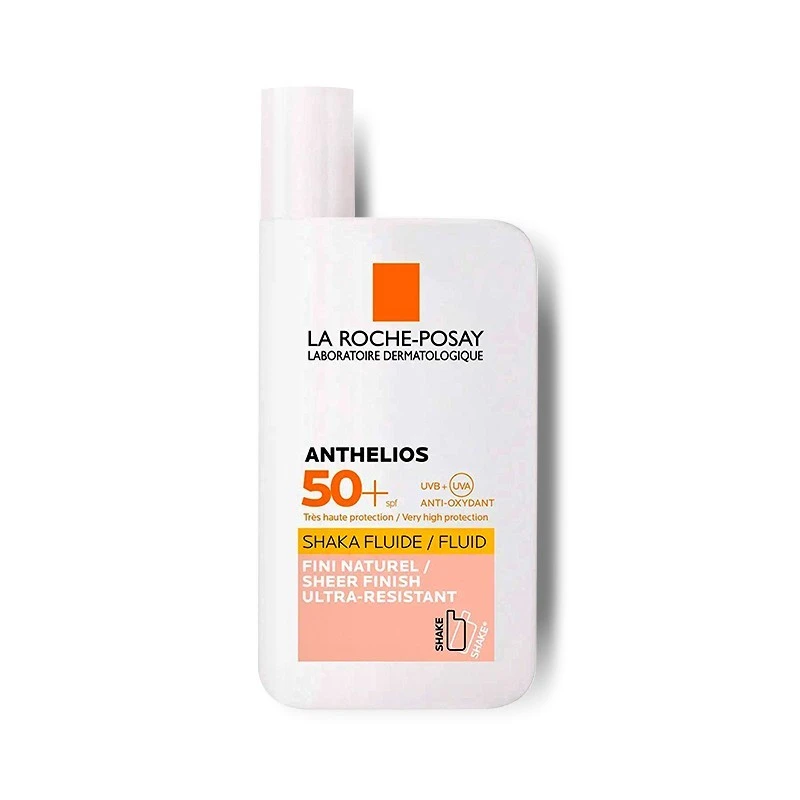 LA ROCHE-POSAY
LABORATOIRE DERMATOLOGIQUE
ANTHELIOS
50+ spf
UVB + UVA
ANTI-OXYDANT
Très haute protection / Very high protection
SHAKA FLUIDE / FLUID
FINI NATUREL /
SHEER FINISH
ULTRA-RESISTANT
SHAKE
SHAKE*